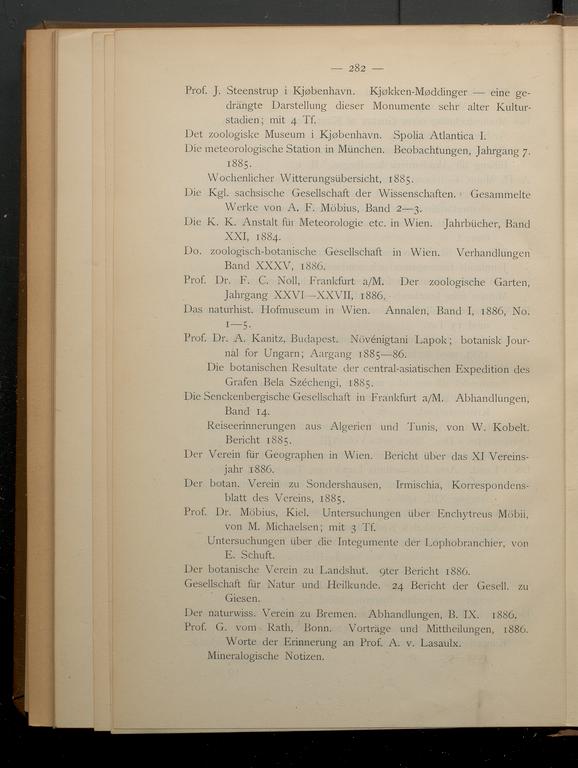 — 282 —
Prof. J. Steenstrup i Kjøbenhavn. Kjøkken-Møddinger — eine ge-
drängte Darstellung dieser Monumente sehr alter Kultur-
stadien; mit 4 Tf.
Det zoologiske Museum i Kjøbenhavn. Spolia Atlantica I.
Die meteorologische Station in München. Beobachtungen, Jahrgang 7.
1885.
Wochenlicher Witterungsübersicht, 1885.
Die Kgl. sachsische Gesellschaft der Wissenschaften. Gesammelte
Werke von A. F. Möbius, Band 2—3.
Die K. K. Anstalt für Meteorologie etc. in Wien. Jahrbücher, Band
XXI, 1884.
Do. zoologisch-botanische Gesellschaft in Wien. Verhandlungen
Band XXXV, 1886.
Prof. Dr. F. C. Noll, Frankfurt a/M. Der zoologische Garten,
Jahrgang XXVI—XXVII, 1886.
Das naturhist. Hofmuseum in Wien. Annalen, Band I, 1886, No.
1—5.
Prof. Dr. A. Kanitz, Budapest. Növénigtani Lapok; botanisk Jour-
nal for Ungarn; Aargang 1885—86.
Die botanischen Resultate der central-asiatischen Expedition des
Grafen Bela Széchengi, 1885.
Die Senckenbergische Gesellschaft in Frankfurt a/M. Abhandlungen,
Band 14.
Reiseerinnerungen aus Algerien und Tunis, von W. Kobelt.
Bericht 1885.
Der Verein für Geographen in Wien. Bericht über das XI Vereins-
jahr 1886.
Der botan. Verein zu Sondershausen, Irmischia, Korrespondens-
blatt des Vereins, 1885.
Prof. Dr. Möbius, Kiel. Untersuchungen über Enchytreus Möbii,
von M. Michaelsen; mit 3 Tf.
Untersuchungen über die Integumente der Lophobranchier, von
E. Schuft.
Der botanische Verein zu Landshut. 9ter Bericht 1886.
Gesellschaft für Natur und Heilkunde. 24 Bericht der Gesell. zu
Giesen.
Der naturwiss. Verein zu Bremen. Abhandlungen, B. IX. 1886.
Prof. G. vom Rath, Bonn. Vorträge und Mittheilungen, 1886.
Worte der Erinnerung an Prof. A. v. Lasaulx.
Mineralogische Notizen.